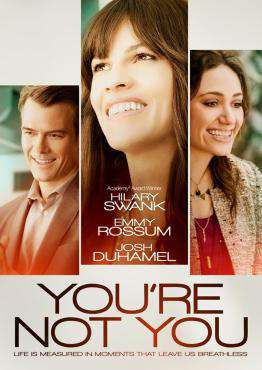 Academy® Award Winner
HILARY
SWANK
EMMY
ROSSUM
JOSH
DUHAMEL
YOU'RE
NOT YOU
LIFE IS MEASURED IN MOMENTS THAT LEAVE US BREATHLESS